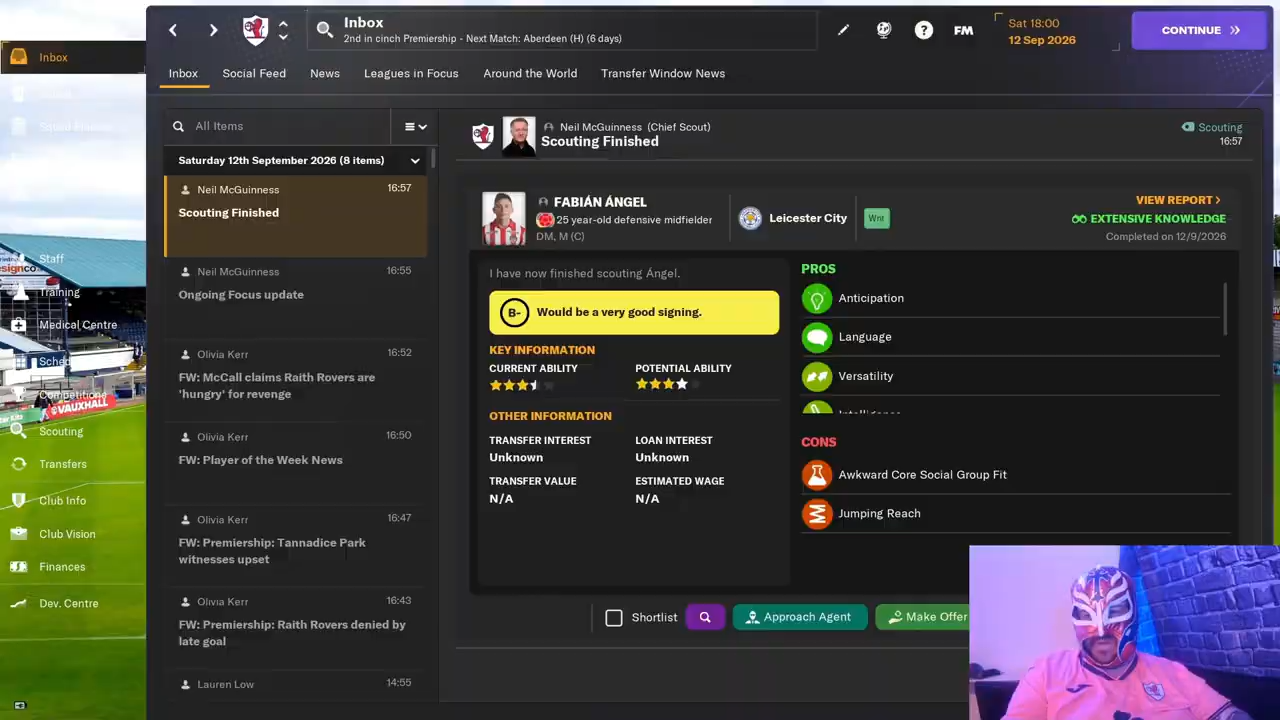 Inbox
2nd in cinch Premiership - Next Match: Aberdeen (H) (6 days)
FM
Sat 18:00
12 Sep 2026
CONTINUE
Inbox
Social Feed
News
Leagues in Focus
Around the World
Transfer Window News
Inbox
Staff
Training
Medical Centre
Sched
Competitions
VAUXHALL
Scouting
Transfers
Club Info
Club Vision
Finances
Dev. Centre
All Items
Saturday 12th September 2026 (8 items)
Neil McGuinness 16:57
Scouting Finished
Neil McGuinness 16:55
Ongoing Focus update
Olivia Kerr 16:52
FW: McCall claims Raith Rovers are
'hungry' for revenge
Olivia Kerr 16:50
FW: Player of the Week News
Olivia Kerr 16:47
FW: Premiership: Tannadice Park
witnesses upset
Olivia Kerr 16:43
FW: Premiership: Raith Rovers denied by
late goal
Lauren Low 14:55
Neil McGuinness (Chief Scout)
Scouting Finished
Scouting
16:57
FABIÁN ÁNGEL
25 year-old defensive midfielder
DM, M (C)
Leicester City
Wnt
VIEW REPORT >
EXTENSIVE KNOWLEDGE
Completed on 12/9/2026
I have now finished scouting Ángel.
B- Would be a very good signing.
KEY INFORMATION
CURRENT ABILITY
POTENTIAL ABILITY
OTHER INFORMATION
TRANSFER INTEREST
Unknown
LOAN INTEREST
Unknown
TRANSFER VALUE
N/A
ESTIMATED WAGE
N/A
PROS
Anticipation
Language
Versatility
Intelligence
CONS
Awkward Core Social Group Fit
Jumping Reach
Shortlist
Approach Agent
Make Offer